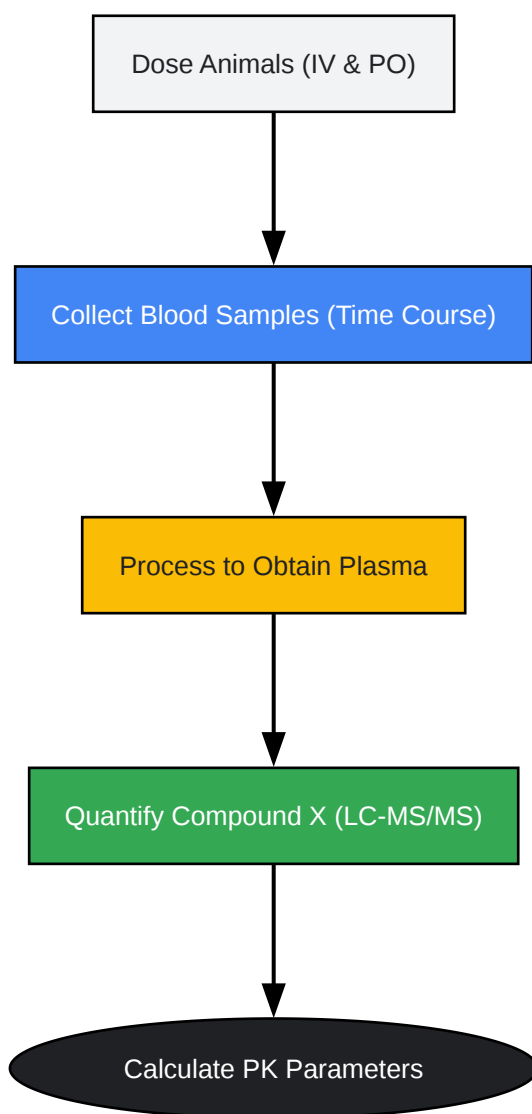 Dose Animals (IV & PO)
Collect Blood Samples (Time Course)
Process to Obtain Plasma
Quantify Compound X (LC-MS/MS)
Calculate PK Parameters